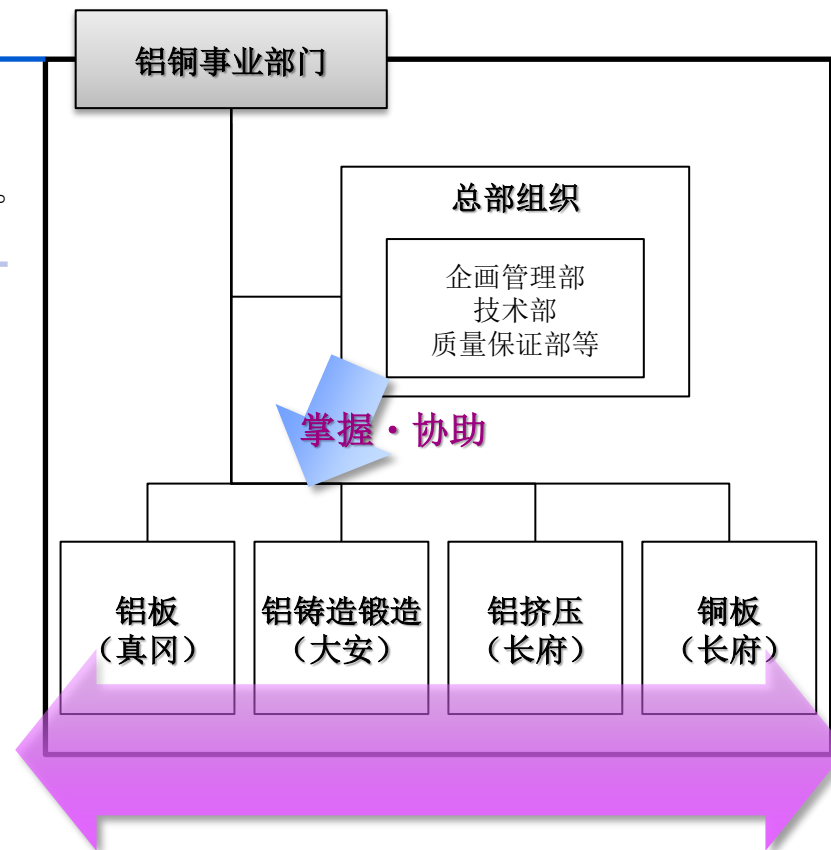 铝铜事业部门
。
总部组织
企画管理部
技术部
质量保证部等
掌握・协助
铝板
（真冈）
铝铸造锻造
（大安）
铝挤压
（长府）
铜板
（长府）